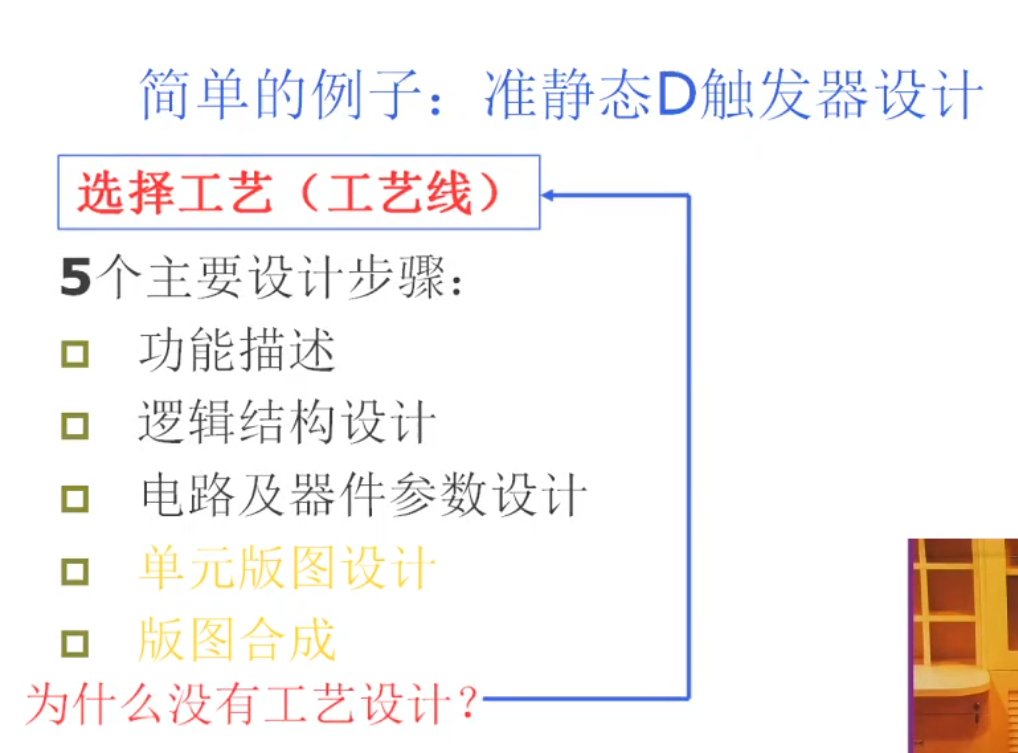 简单的例子：准静态D触发器设计
选择工艺（工艺线）
5个主要设计步骤：
功能描述
逻辑结构设计
电路及器件参数设计
单元版图设计
版图合成
为什么没有工艺设计？